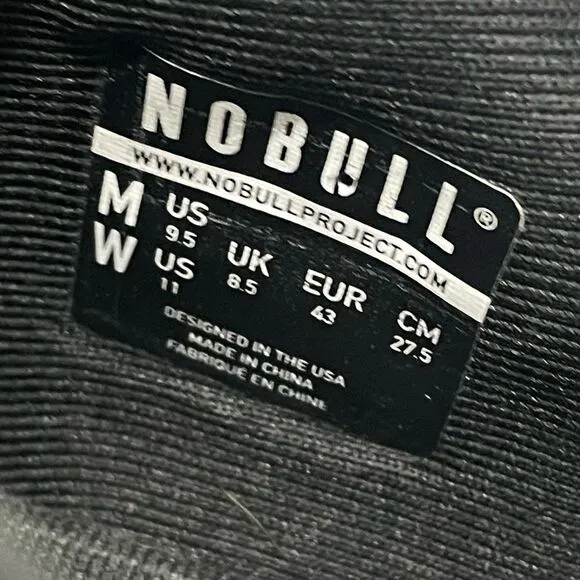 NOBULL®
WWW.NOBULLPROJECT.COM
M US 9.5
W US 11
UK 8.5
EUR 43
CM 27.5
DESIGNED IN THE USA
MADE IN CHINA
FABRIQUÉ EN CHINE